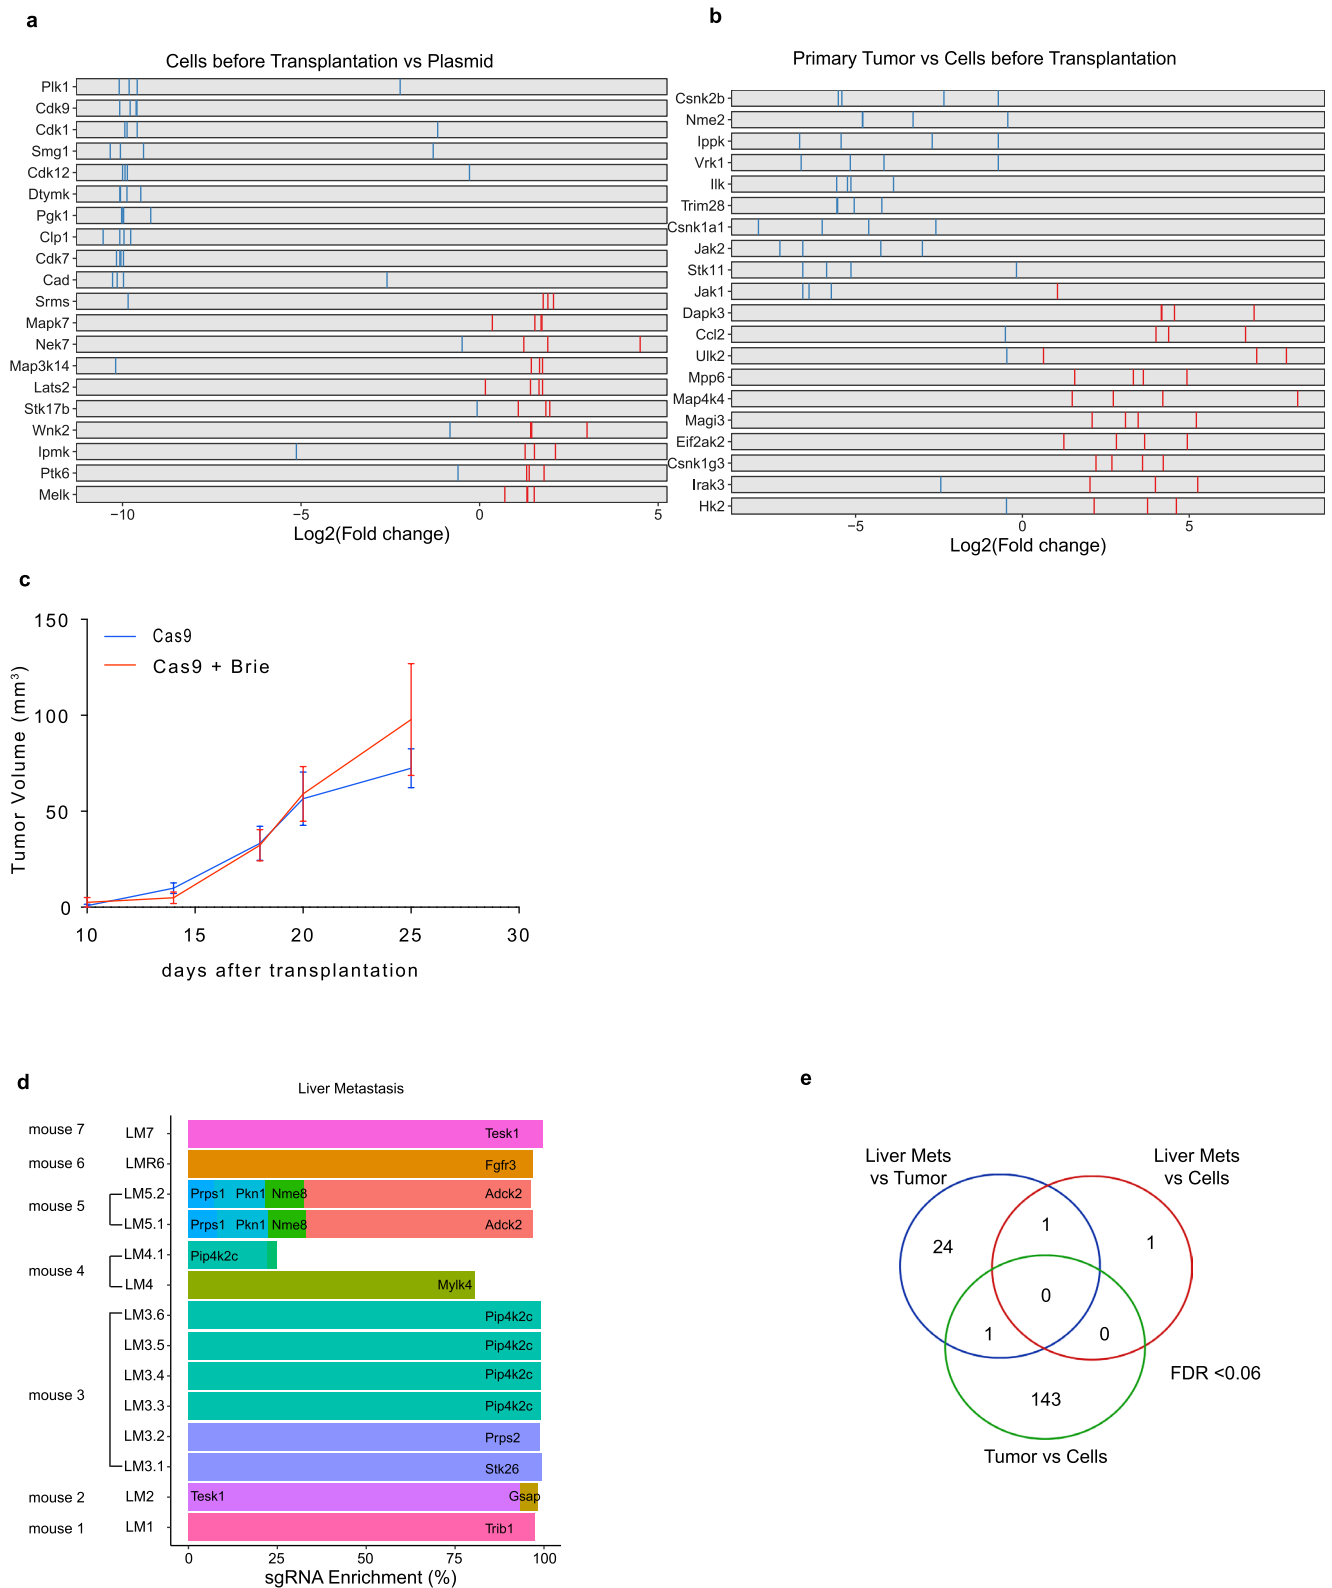 a
Cells before Transplantation vs Plasmid
Plk1
Cdk9
Cdk1
Smg1
Cdk12
Dtymk
Pgk1
Clp1
Cdk7
Cad
Srms
Mapk7
Nek7
Map3k14
Lats2
Stk17b
Wnk2
Ipmk
Ptk6
Melk
−10 −5 0 5
Log2(Fold change)
b
Primary Tumor vs Cells before Transplantation
Csnk2b
Nme2
Ippk
Vrk1
Ilk
Trim28
Csnk1a1
Jak2
Stk11
Jak1
Dapk3
Ccl2
Ulk2
Mpp6
Map4k4
Magi3
Eif2ak2
Csnk1g3
Irak3
Hk2
−5 0 5
Log2(Fold change)
c
Cas9
Cas9 + Brie
Tumor Volume (mm³)
150
100
50
0
10 15 20 25 30
days after transplantation
d
Liver Metastasis
mouse 7 LM7 Tesk1
mouse 6 LMR6 Fgfr3
mouse 5
LM5.2 Prps1 Pkn1 Nme8 Adck2
LM5.1 Prps1 Pkn1 Nme8 Adck2
mouse 4
LM4.1 Pip4k2c
LM4 Mylk4
mouse 3
LM3.6 Pip4k2c
LM3.5 Pip4k2c
LM3.4 Pip4k2c
LM3.3 Pip4k2c
LM3.2 Prps2
LM3.1 Stk26
mouse 2 LM2 Tesk1 Gsap
mouse 1 LM1 Trib1
0 25 50 75 100
sgRNA Enrichment (%)
e
Liver Mets
vs Tumor
Liver Mets
vs Cells
24
1
1
0
1
0
143
FDR <0.06
Tumor vs Cells